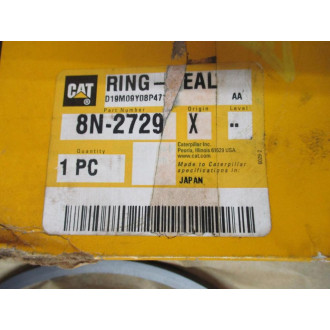 CAT
RING-SEAL
D19M09Y08P47
AA
Part Number
Origin
Level
8N-2729
X
--
Quantity
1 PC
Caterpillar Inc.
Peoria, Illinois 61629 USA
www.cat.com
Made to Caterpillar
specifications in
JAPAN